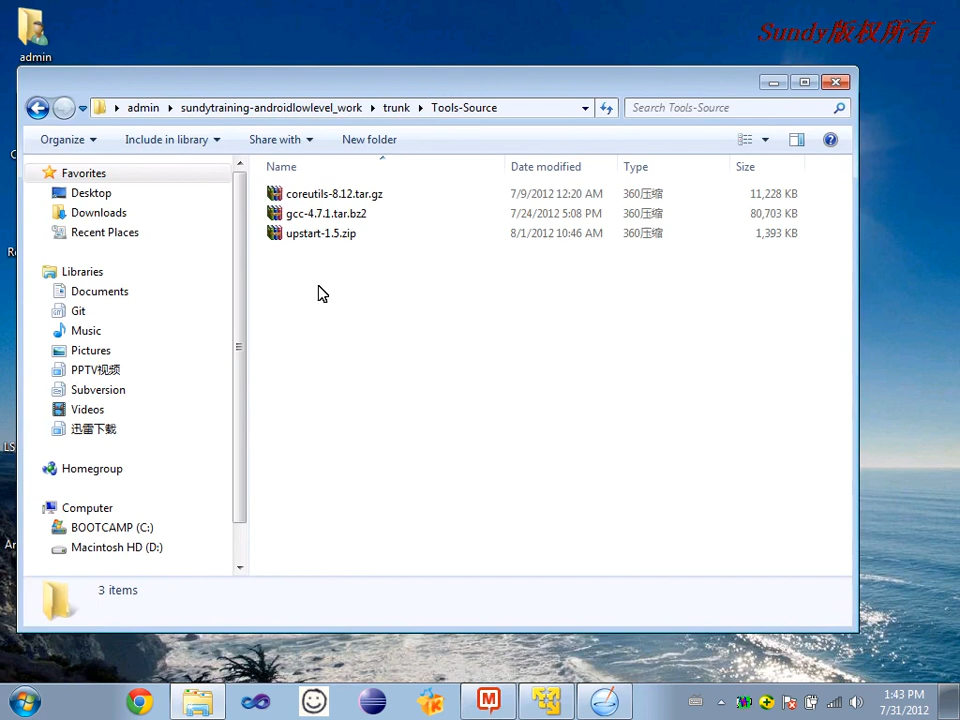 Sundy版权所有
admin
admin
sundytraining-androidlowlevel_work
trunk
Tools-Source
Search Tools-Source
Organize
Include in library
Share with
New folder
Favorites
Desktop
Downloads
Recent Places
Libraries
Documents
Git
Music
Pictures
PPTV视频
Subversion
Videos
迅雷下载
Homegroup
Computer
BOOTCAMP (C:)
Macintosh HD (D:)
Name Date modified Type Size
coreutils-8.12.tar.gz 7/9/2012 12:20 AM 360压缩 11,228 KB
gcc-4.7.1.tar.bz2 7/24/2012 5:08 PM 360压缩 80,703 KB
upstart-1.5.zip 8/1/2012 10:46 AM 360压缩 1,393 KB
3 items
1:43 PM
7/31/2012